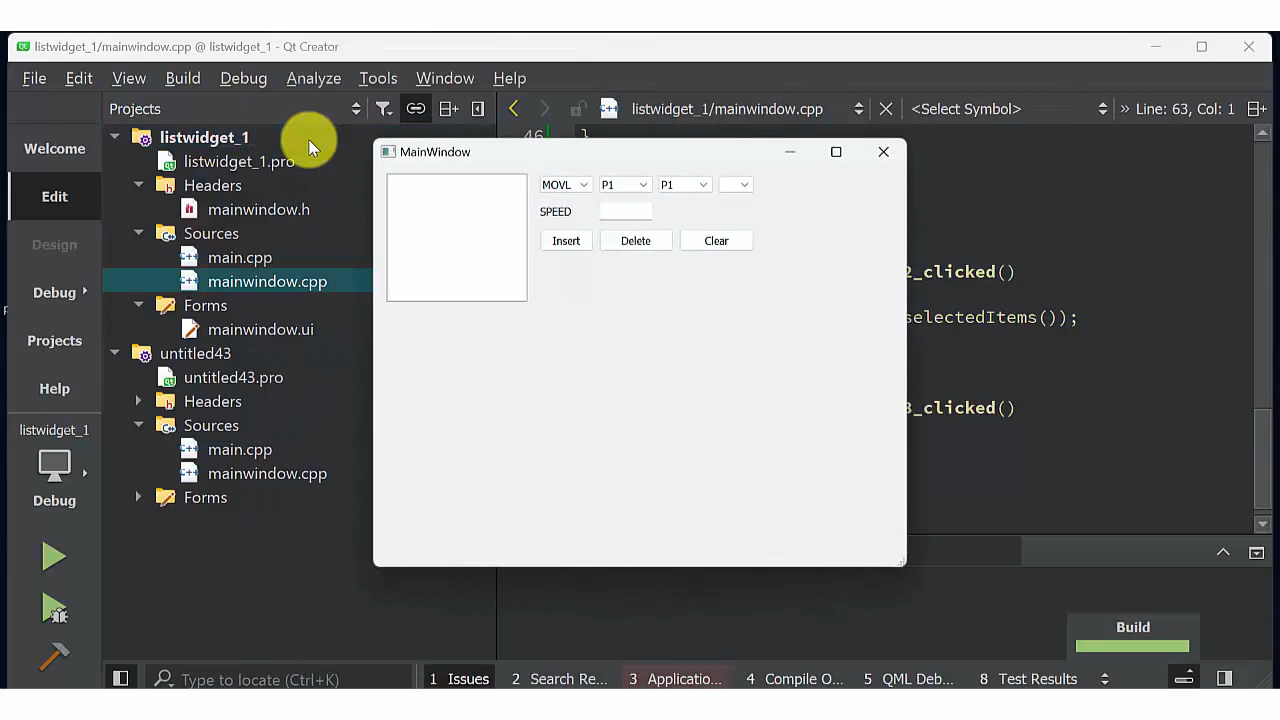 listwidget_1/mainwindow.cpp @ listwidget_1 - Qt Creator
File Edit View Build Debug Analyze Tools Window Help
Projects
listwidget_1/mainwindow.cpp
<Select Symbol>
» Line: 63, Col: 1
Welcome
Edit
Design
Debug
Projects
Help
listwidget_1
Debug
listwidget_1
listwidget_1.pro
Headers
mainwindow.h
Sources
main.cpp
mainwindow.cpp
Forms
mainwindow.ui
untitled43
untitled43.pro
Headers
Sources
main.cpp
mainwindow.cpp
Forms
46 }
2_clicked()
selectedItems());
_clicked()
MainWindow
MOVL P1 P1
SPEED
Insert Delete Clear
Build
Type to locate (Ctrl+K)
1 Issues 2 Search Re... 3 Applicatio... 4 Compile O... 5 QML Deb... 8 Test Results